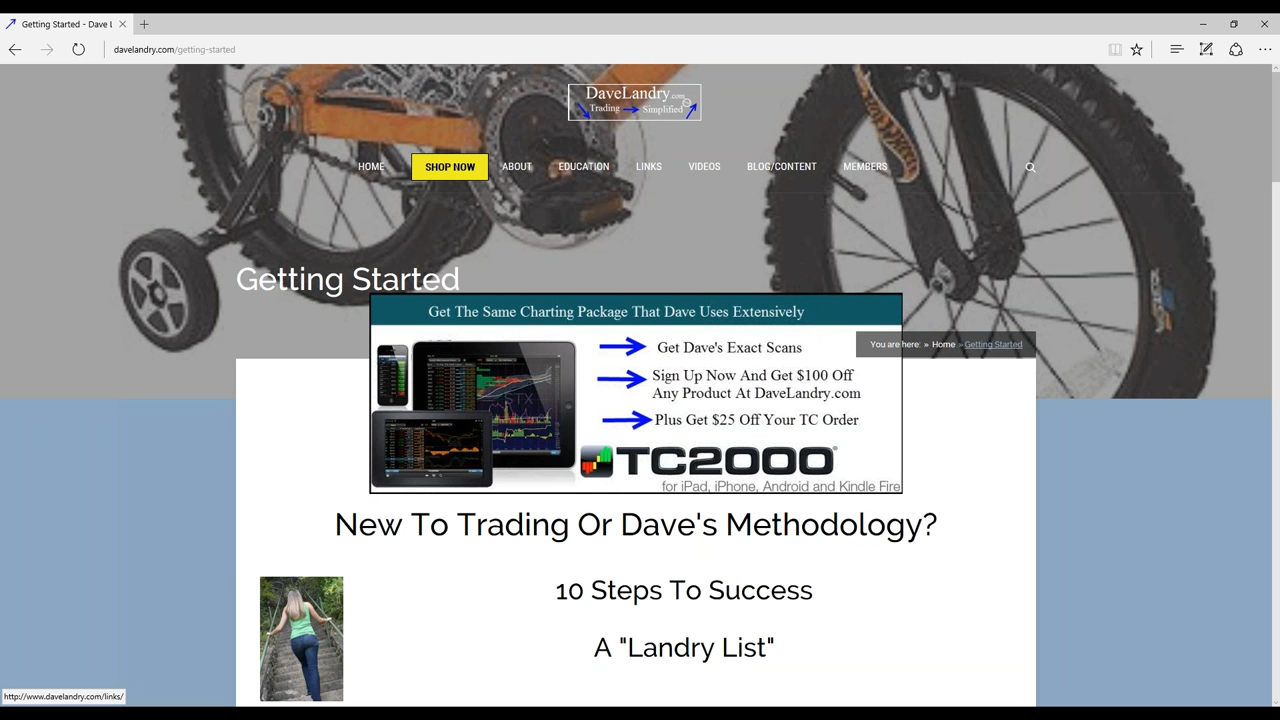 Getting Started - Dave L
davelandry.com/getting-started
DaveLandry.com
Trading Simplified
HOME SHOP NOW ABOUT EDUCATION LINKS VIDEOS BLOG/CONTENT MEMBERS
Getting Started
Get The Same Charting Package That Dave Uses Extensively
You are here: » Home » Getting Started
Get Dave's Exact Scans
Sign Up Now And Get $100 Off
Any Product At DaveLandry.com
Plus Get $25 Off Your TC Order
STX
TC2000
for iPad, iPhone, Android and Kindle Fire
New To Trading Or Dave's Methodology?
10 Steps To Success
A "Landry List"
http://www.davelandry.com/links/